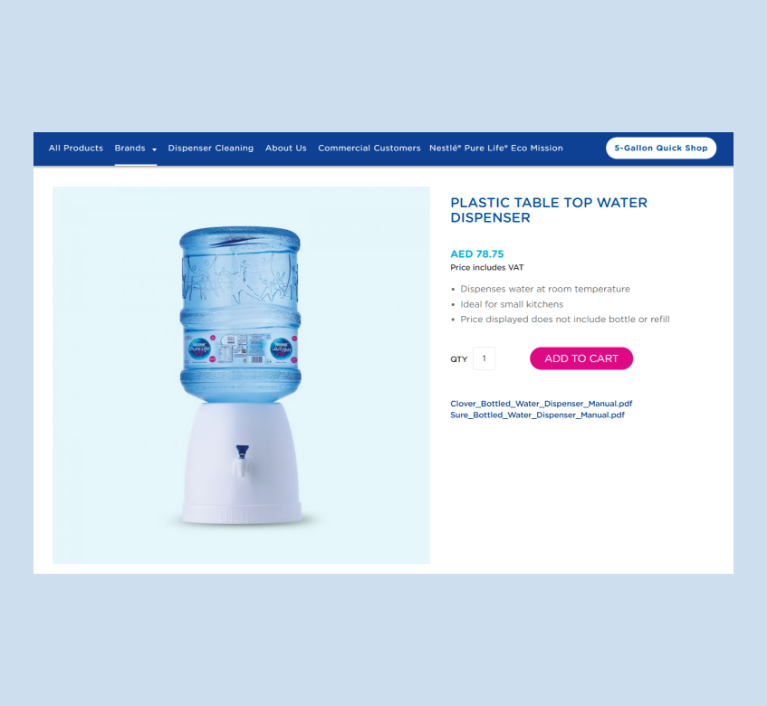 All Products Brands Dispenser Cleaning About Us Commercial Customers Nestlé® Pure Life® Eco Mission 5-Gallon Quick Shop
PLASTIC TABLE TOP WATER
DISPENSER
AED 78.75
Price includes VAT
• Dispenses water at room temperature
• Ideal for small kitchens
• Price displayed does not include bottle or refill
QTY 1 ADD TO CART
Clover_Bottled_Water_Dispenser_Manual.pdf
Sure_Bottled_Water_Dispenser_Manual.pdf